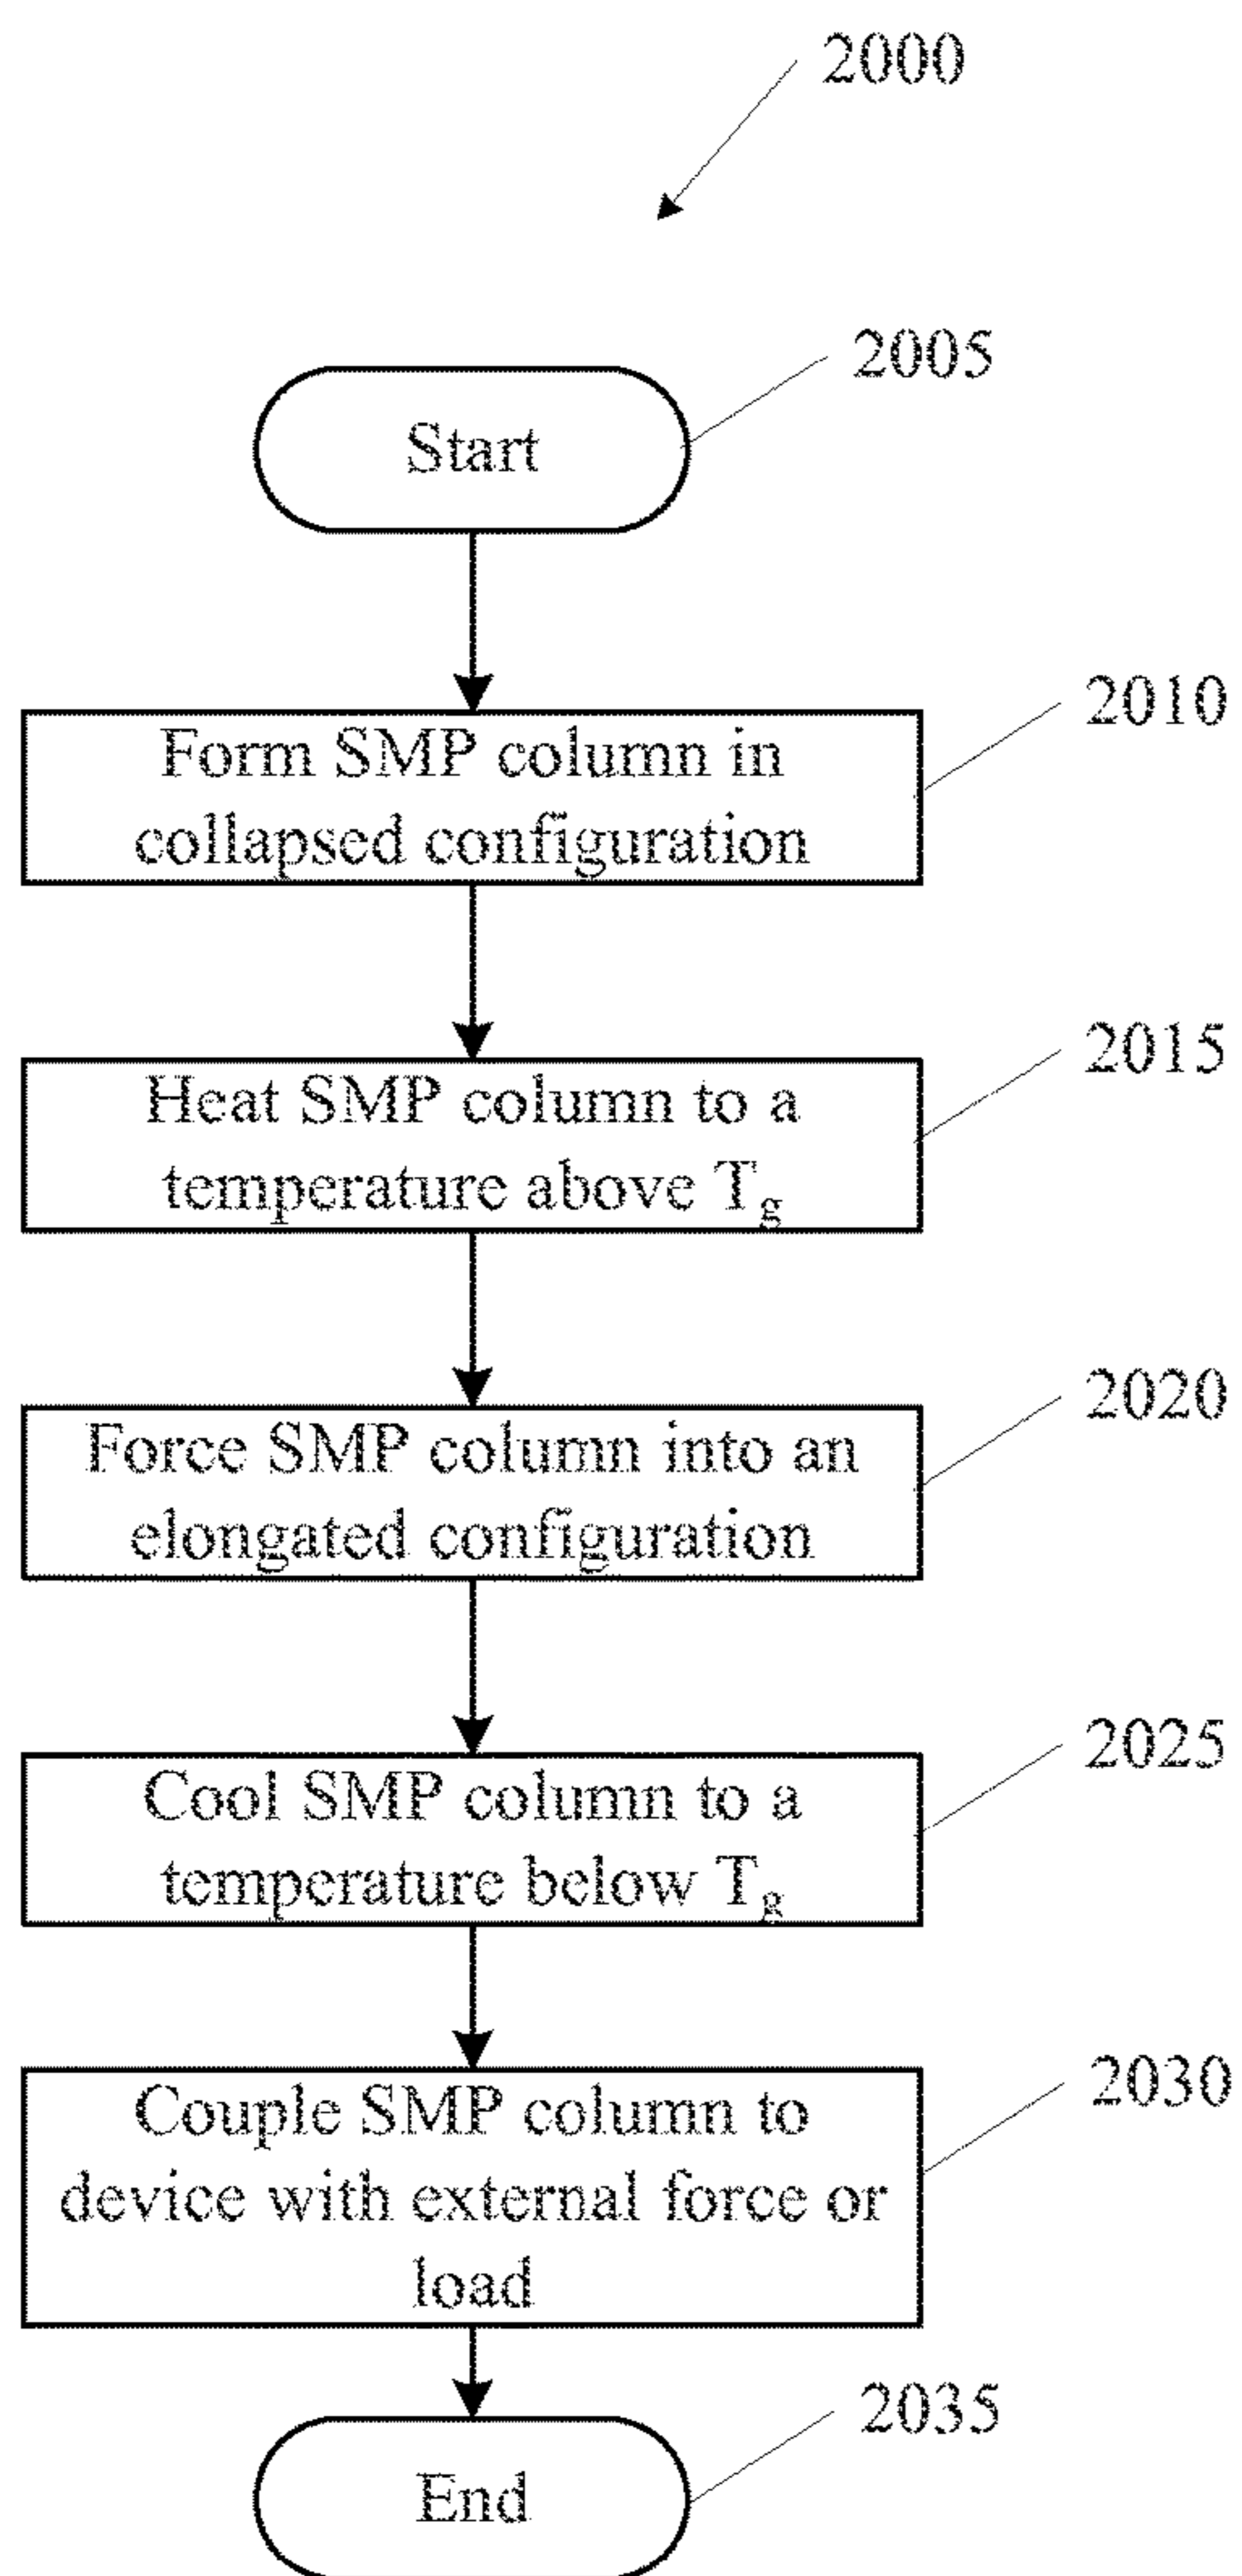 2000
2005
Start
2010
Form SMP column in
collapsed configuration
2015
Heat SMP column to a
temperature above Tg
2020
Force SMP column into an
elongated configuration
2025
Cool SMP column to a
temperature below Tg
2030
Couple SMP column to
device with external force or
load
2035
End